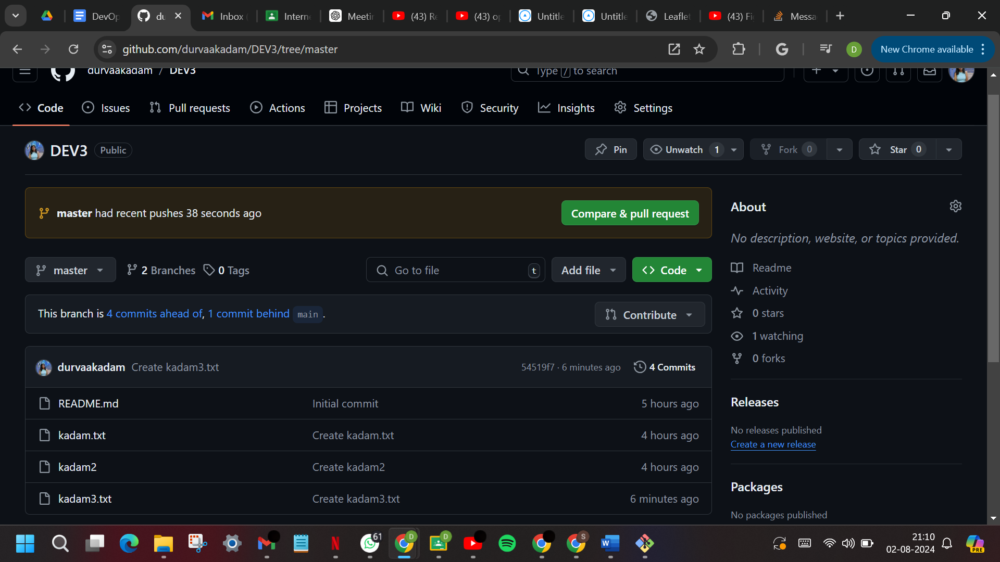 DevOp
du
Inbox
Intern
Meetin
(43) R
(43) o
Untitle
Untitle
Leaflet
(43) Fi
Messa
github.com/durvaakadam/DEV3/tree/master
D
New Chrome available
durvaakadam / DEV3
Type / to search
Code
Issues
Pull requests
Actions
Projects
Wiki
Security
Insights
Settings
DEV3 Public
Pin
Unwatch 1
Fork 0
Star 0
master had recent pushes 38 seconds ago
Compare & pull request
master
2 Branches
0 Tags
Go to file
t
Add file
Code
This branch is 4 commits ahead of, 1 commit behind main .
Contribute
durvaakadam Create kadam3.txt
54519f7 · 6 minutes ago
4 Commits
README.md Initial commit 5 hours ago
kadam.txt Create kadam.txt 4 hours ago
kadam2 Create kadam2 4 hours ago
kadam3.txt Create kadam3.txt 6 minutes ago
About
No description, website, or topics provided.
Readme
Activity
0 stars
1 watching
0 forks
Releases
No releases published
Create a new release
Packages
No packages published
61
D
D
S
21:10
02-08-2024
PRE